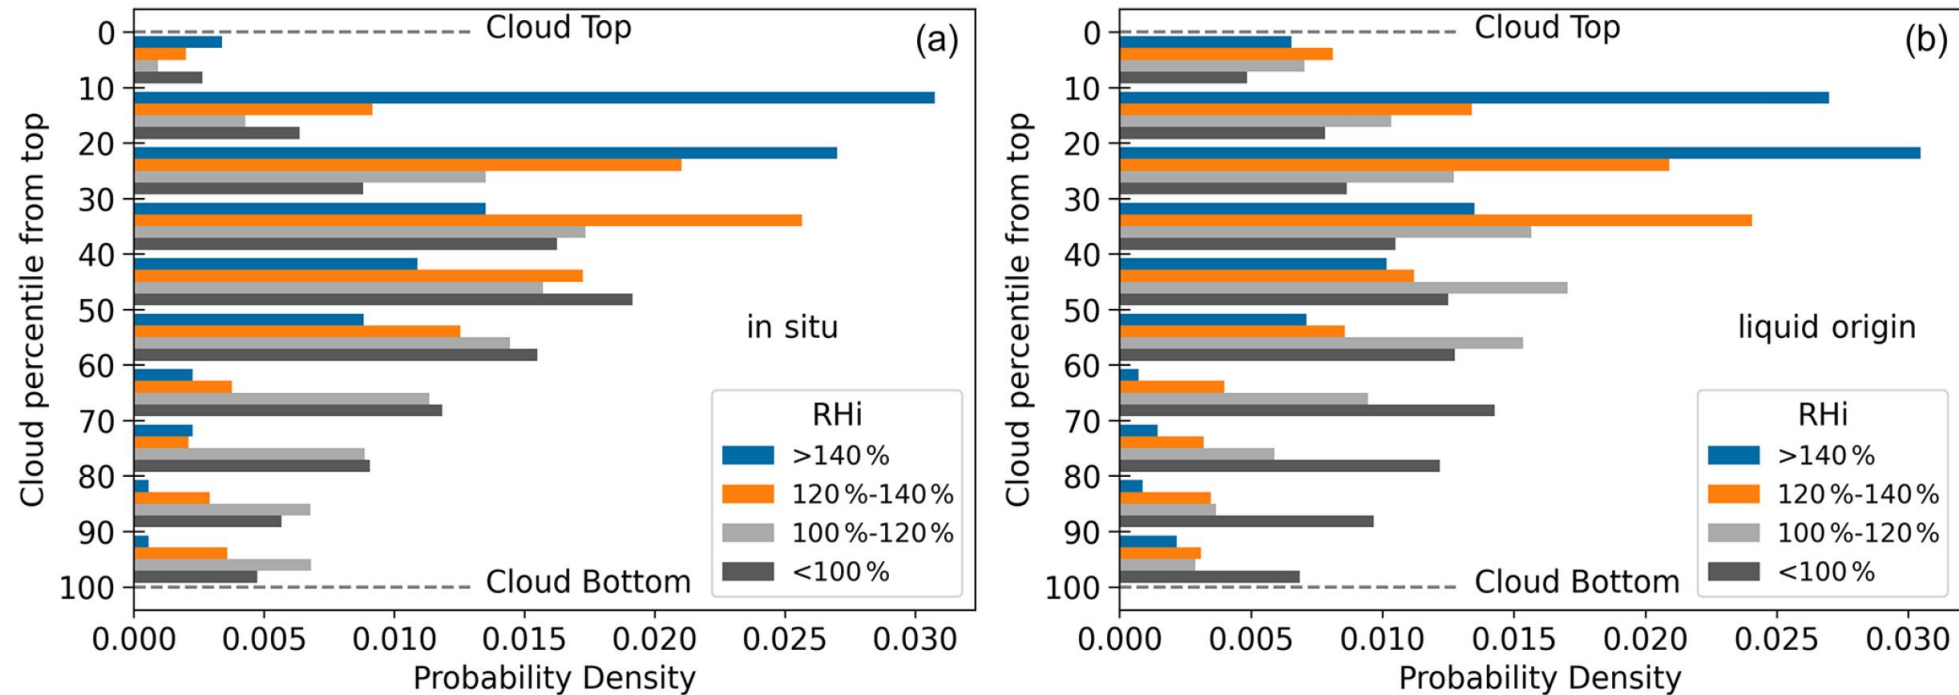 (a)
Cloud Top
0
10
20
30
40
50
60
70
80
90
100
Cloud percentile from top
in situ
RHi
>140 %
120 %-140 %
100 %-120 %
<100 %
Cloud Bottom
0.000 0.005 0.010 0.015 0.020 0.025 0.030
Probability Density
(b)
Cloud Top
0
10
20
30
40
50
60
70
80
90
100
Cloud percentile from top
liquid origin
RHi
>140 %
120 %-140 %
100 %-120 %
<100 %
Cloud Bottom
0.000 0.005 0.010 0.015 0.020 0.025 0.030
Probability Density